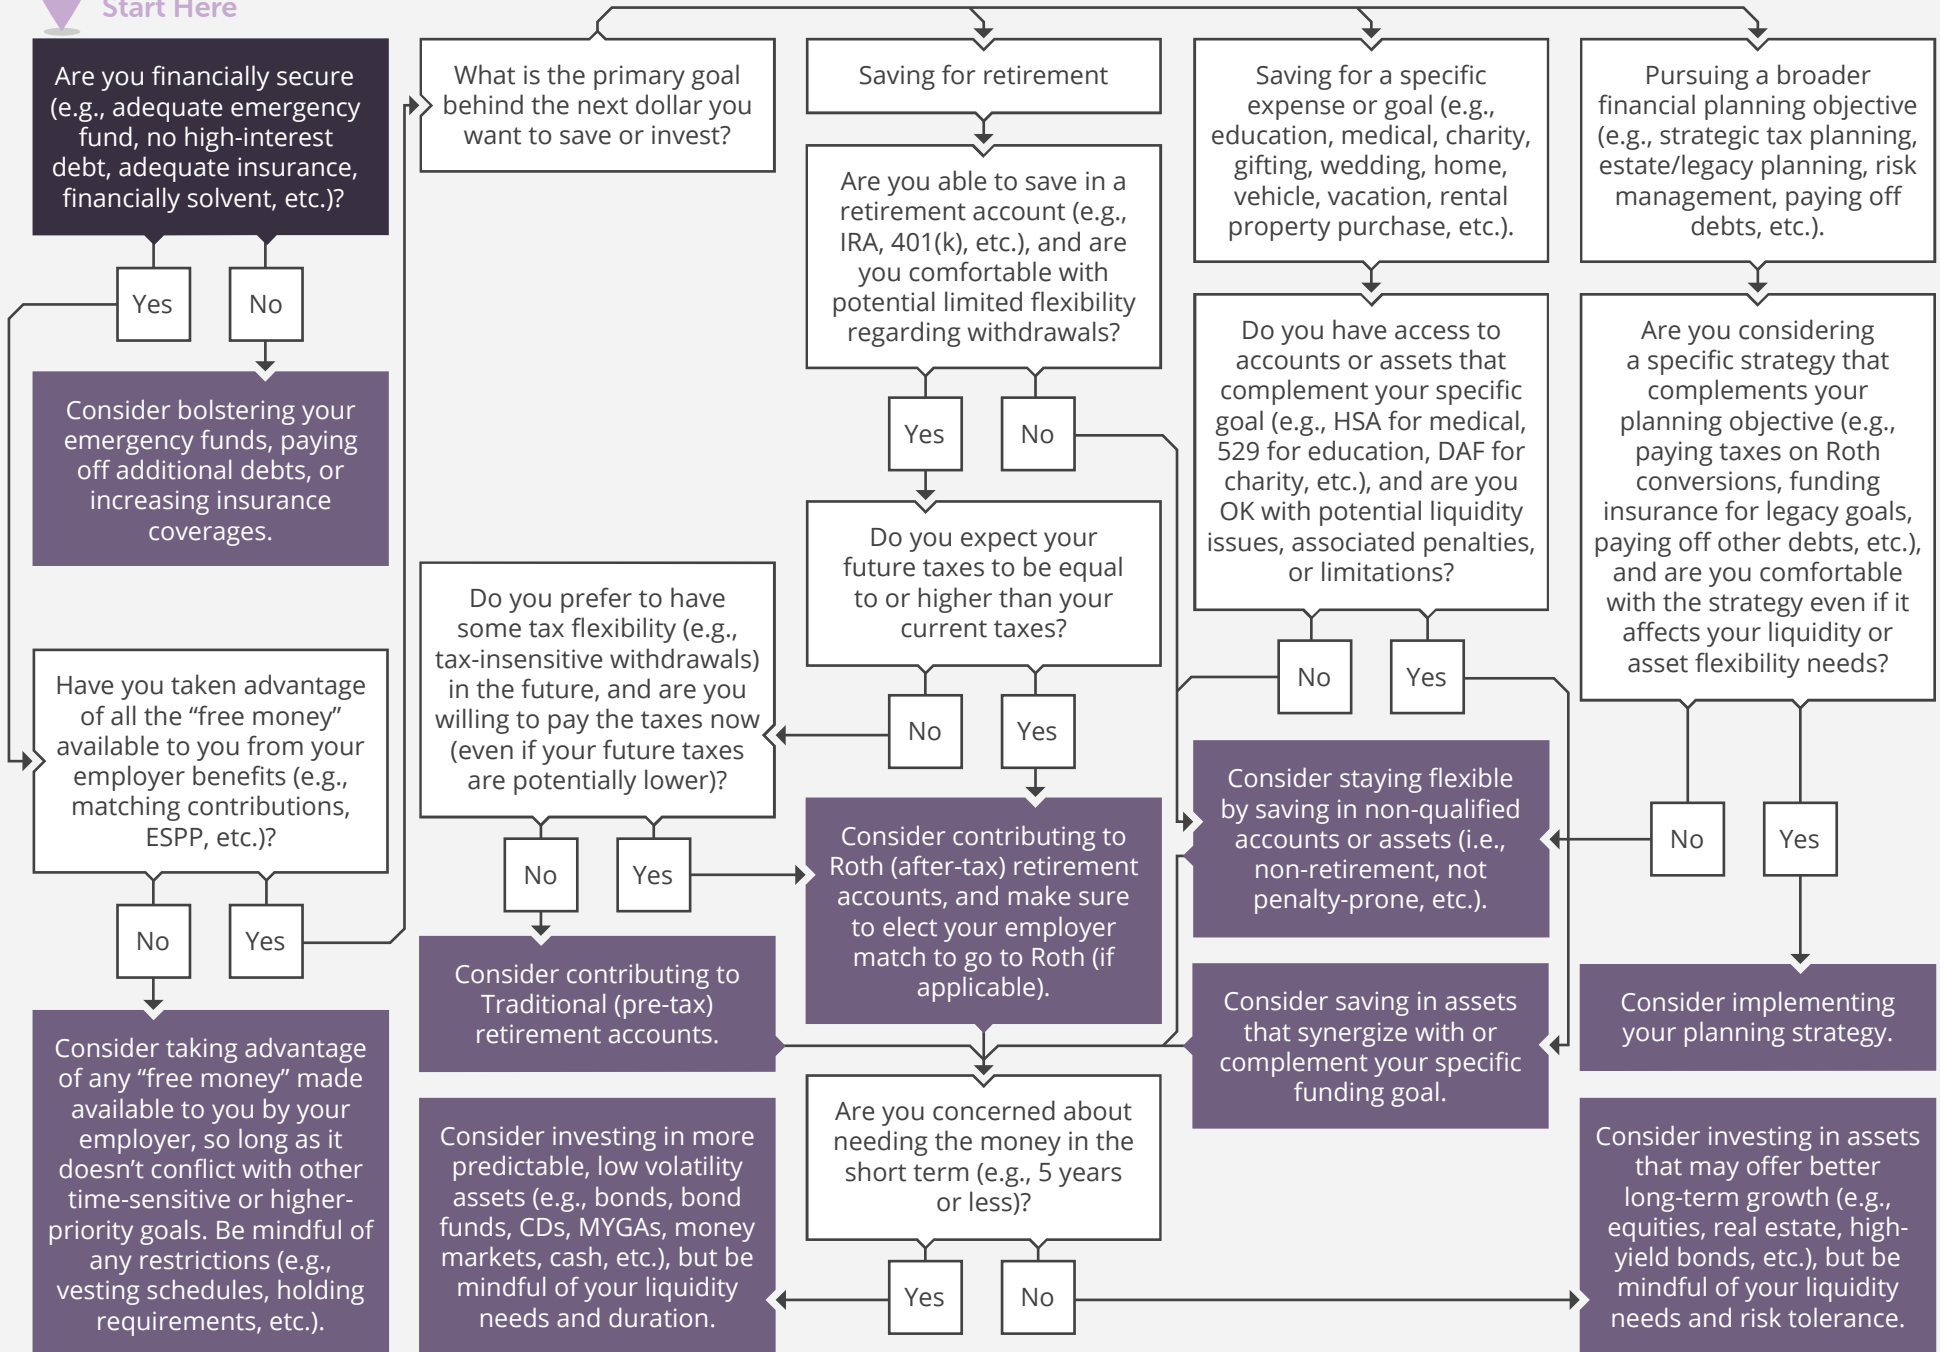 Start Here
Are you financially secure
(e.g., adequate emergency
fund, no high-interest
debt, adequate insurance,
financially solvent, etc.)?
Yes
No
Consider bolstering your
emergency funds, paying
off additional debts, or
increasing insurance
coverages.
Have you taken advantage
of all the “free money”
available to you from your
employer benefits (e.g.,
matching contributions,
ESPP, etc.)?
No
Yes
Consider taking advantage
of any “free money” made
available to you by your
employer, so long as it
doesn’t conflict with other
time-sensitive or higher-
priority goals. Be mindful of
any restrictions (e.g.,
vesting schedules, holding
requirements, etc.).
What is the primary goal
behind the next dollar you
want to save or invest?
Saving for retirement
Are you able to save in a
retirement account (e.g.,
IRA, 401(k), etc.), and are
you comfortable with
potential limited flexibility
regarding withdrawals?
Yes
No
Do you expect your
future taxes to be equal
to or higher than your
current taxes?
No
Yes
Do you prefer to have
some tax flexibility (e.g.,
tax-insensitive withdrawals)
in the future, and are you
willing to pay the taxes now
(even if your future taxes
are potentially lower)?
No
Yes
Consider contributing to
Traditional (pre-tax)
retirement accounts.
Consider contributing to
Roth (after-tax) retirement
accounts, and make sure
to elect your employer
match to go to Roth (if
applicable).
Saving for a specific
expense or goal (e.g.,
education, medical, charity,
gifting, wedding, home,
vehicle, vacation, rental
property purchase, etc.).
Do you have access to
accounts or assets that
complement your specific
goal (e.g., HSA for medical,
529 for education, DAF for
charity, etc.), and are you
OK with potential liquidity
issues, associated penalties,
or limitations?
No
Yes
Consider staying flexible
by saving in non-qualified
accounts or assets (i.e.,
non-retirement, not
penalty-prone, etc.).
Consider saving in assets
that synergize with or
complement your specific
funding goal.
Pursuing a broader
financial planning objective
(e.g., strategic tax planning,
estate/legacy planning, risk
management, paying off
debts, etc.).
Are you considering
a specific strategy that
complements your
planning objective (e.g.,
paying taxes on Roth
conversions, funding
insurance for legacy goals,
paying off other debts, etc.),
and are you comfortable
with the strategy even if it
affects your liquidity or
asset flexibility needs?
No
Yes
Consider implementing
your planning strategy.
Are you concerned about
needing the money in the
short term (e.g., 5 years
or less)?
Yes
No
Consider investing in more
predictable, low volatility
assets (e.g., bonds, bond
funds, CDs, MYGAs, money
markets, cash, etc.), but be
mindful of your liquidity
needs and duration.
Consider investing in assets
that may offer better
long-term growth (e.g.,
equities, real estate, high-
yield bonds, etc.), but be
mindful of your liquidity
needs and risk tolerance.